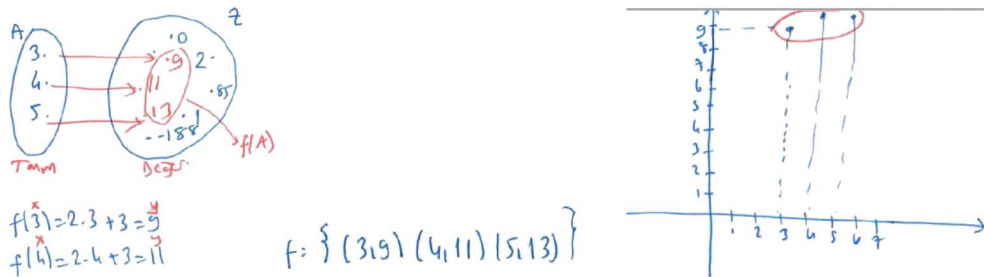 A
3.
4.
5.
Tanım
Z
.0
.9
2.
.11
.13
.85
.-188
f(A)
Değer
x y
f(3)=2.3+3=9
x y
f(4)=2.4+3=11
f: {(3,9) (4,11) (5,13)}
9
8
7
6
5
4
3
2
1
1 2 3 4 5 6 7